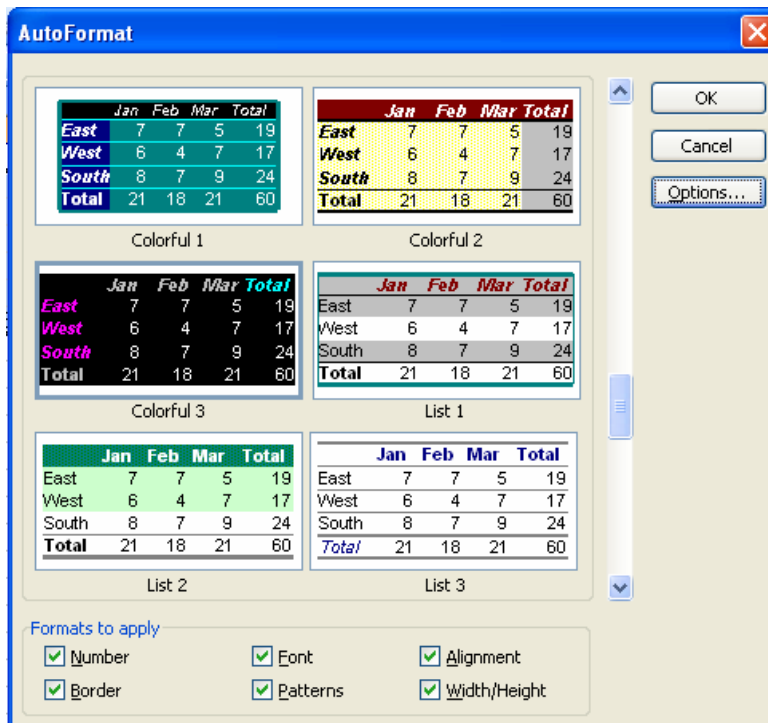 AutoFormat
Jan Feb Mar Total
East 7 7 5 19
West 6 4 7 17
South 8 7 9 24
Total 21 18 21 60
Colorful 1
Jan Feb Mar Total
East 7 7 5 19
West 6 4 7 17
South 8 7 9 24
Total 21 18 21 60
Colorful 2
OK
Cancel
Options...
Jan Feb Mar Total
East 7 7 5 19
West 6 4 7 17
South 8 7 9 24
Total 21 18 21 60
Colorful 3
Jan Feb Mar Total
East 7 7 5 19
West 6 4 7 17
South 8 7 9 24
Total 21 18 21 60
List 1
Jan Feb Mar Total
East 7 7 5 19
West 6 4 7 17
South 8 7 9 24
Total 21 18 21 60
List 2
Jan Feb Mar Total
East 7 7 5 19
West 6 4 7 17
South 8 7 9 24
Total 21 18 21 60
List 3
Formats to apply
Number Font Alignment
Border Patterns Width/Height